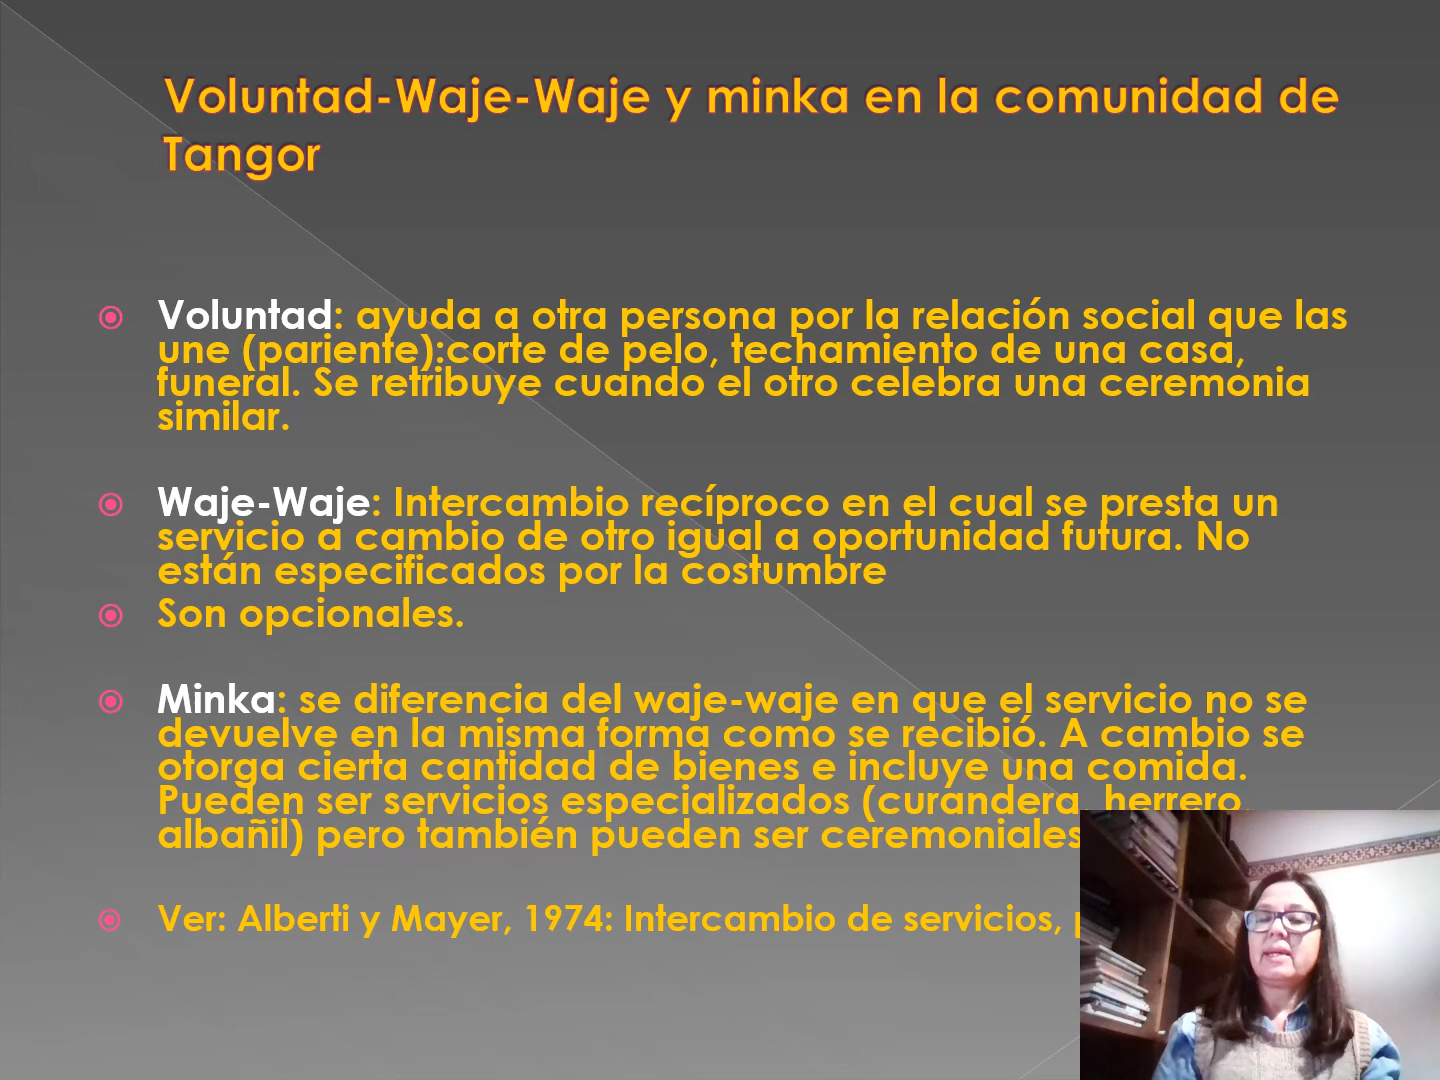 Voluntad-Waje-Waje y minka en la comunidad de
Tangor
Voluntad: ayuda a otra persona por la relación social que las
une (pariente):corte de pelo, techamiento de una casa,
funeral. Se retribuye cuando el otro celebra una ceremonia
similar.
Waje-Waje: Intercambio recíproco en el cual se presta un
servicio a cambio de otro igual a oportunidad futura. No
están especificados por la costumbre
Son opcionales.
Minka: se diferencia del waje-waje en que el servicio no se
devuelve en la misma forma como se recibió. A cambio se
otorga cierta cantidad de bienes e incluye una comida.
Pueden ser servicios especializados (curandera, herrero,
albañil) pero también pueden ser ceremoniales
Ver: Alberti y Mayer, 1974: Intercambio de servicios,